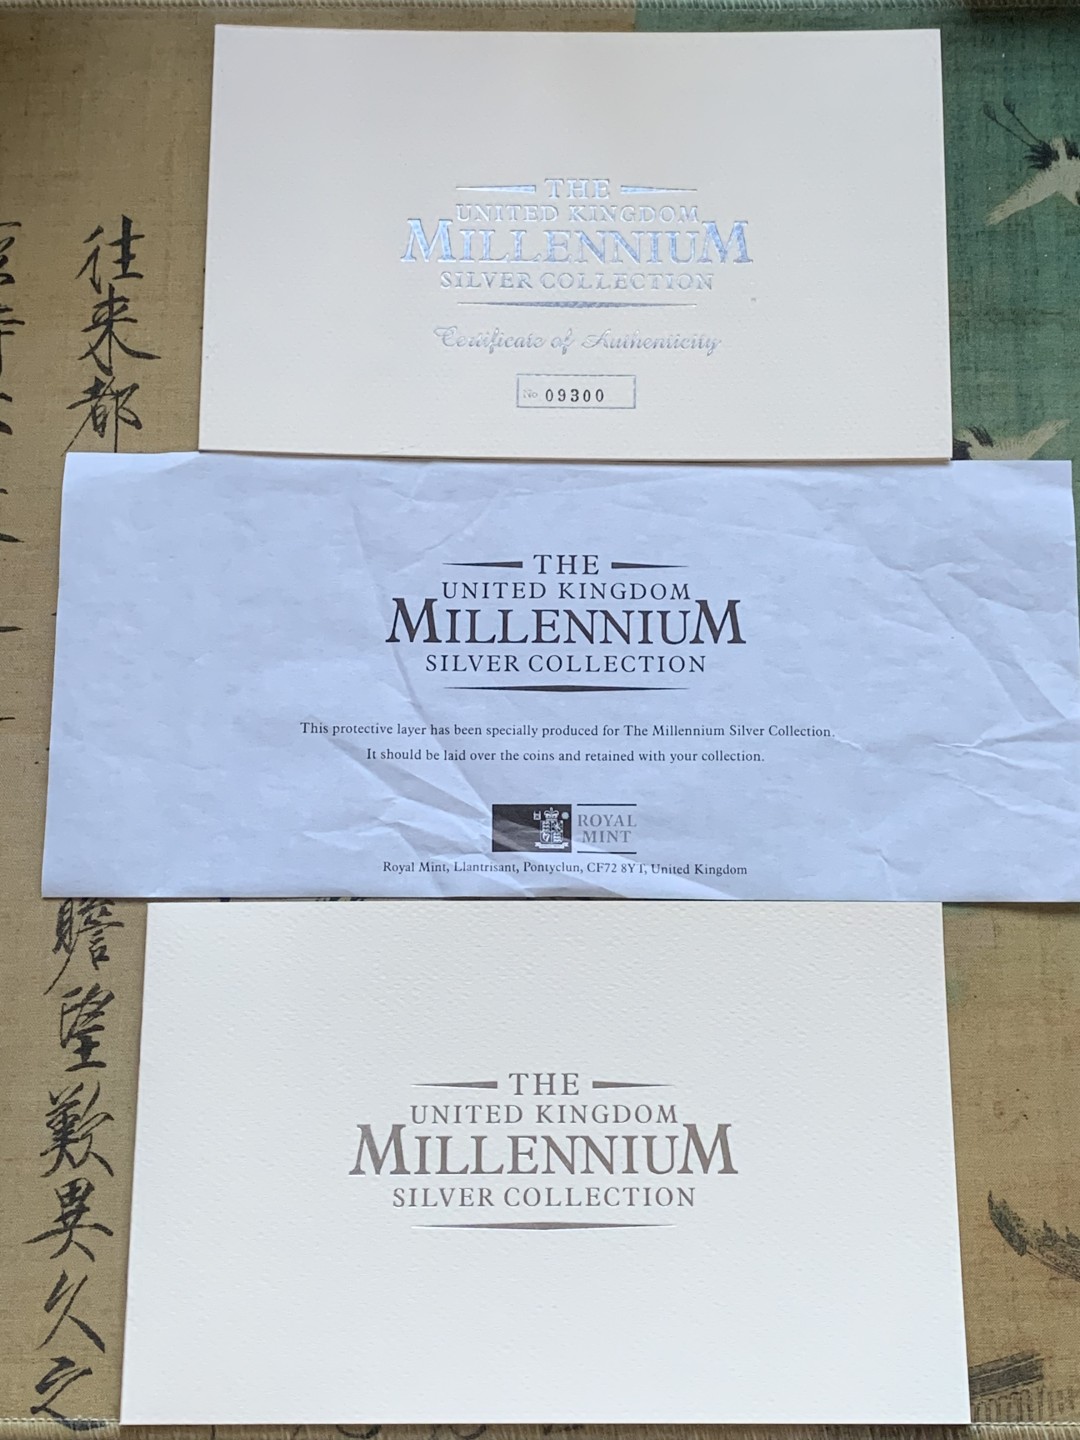 THE
UNITED KINGDOM
MILLENNIUM
SILVER COLLECTION
Certificate of Authenticity
No 09300
THE
UNITED KINGDOM
MILLENNIUM
SILVER COLLECTION
This protective layer has been specially produced for The Millennium Silver Collection.
It should be laid over the coins and retained with your collection.
ROYAL
MINT
Royal Mint, Llantrisant, Pontyclun, CF72 8YT, United Kingdom
THE
UNITED KINGDOM
MILLENNIUM
SILVER COLLECTION
往来都
瞻望歎異久之